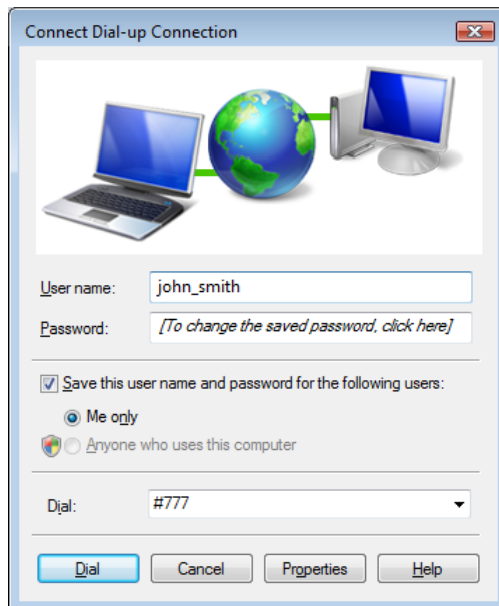 Connect Dial-up Connection
User name: john_smith
Password: [To change the saved password, click here]
Save this user name and password for the following users:
Me only
Anyone who uses this computer
Dial: #777
Dial Cancel Properties Help